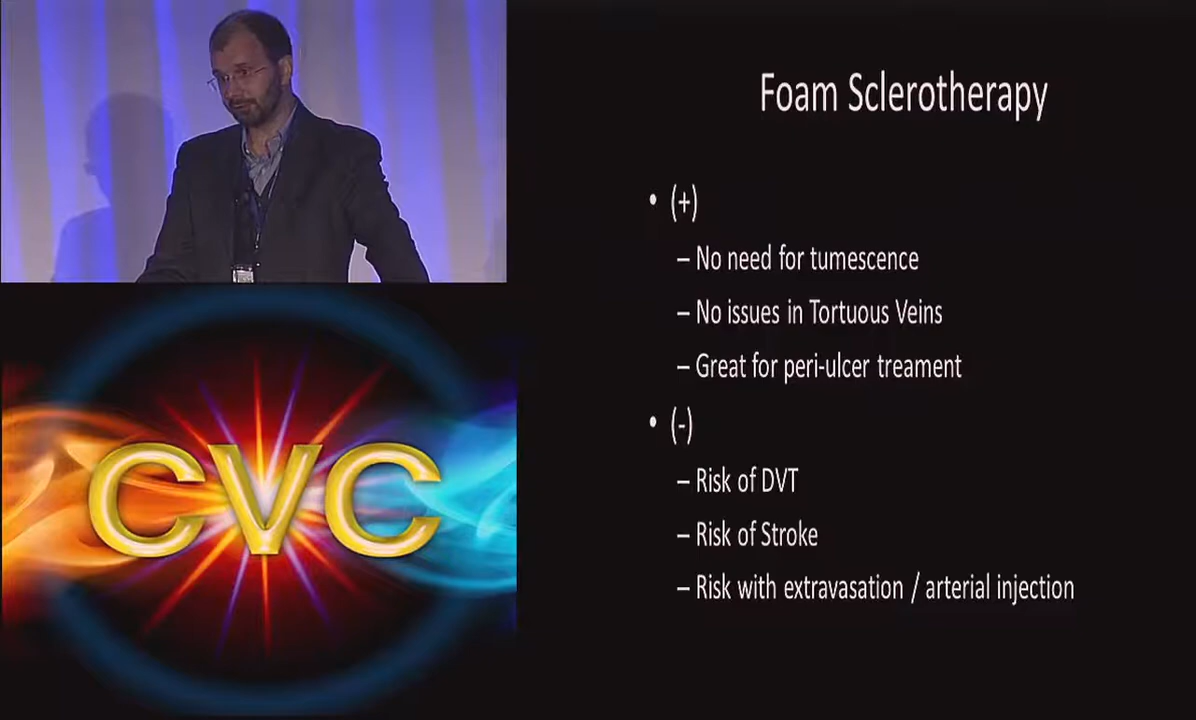 Foam Sclerotherapy
• (+)
– No need for tumescence
– No issues in Tortuous Veins
– Great for peri-ulcer treament
• (-)
– Risk of DVT
– Risk of Stroke
– Risk with extravasation / arterial injection
CVC